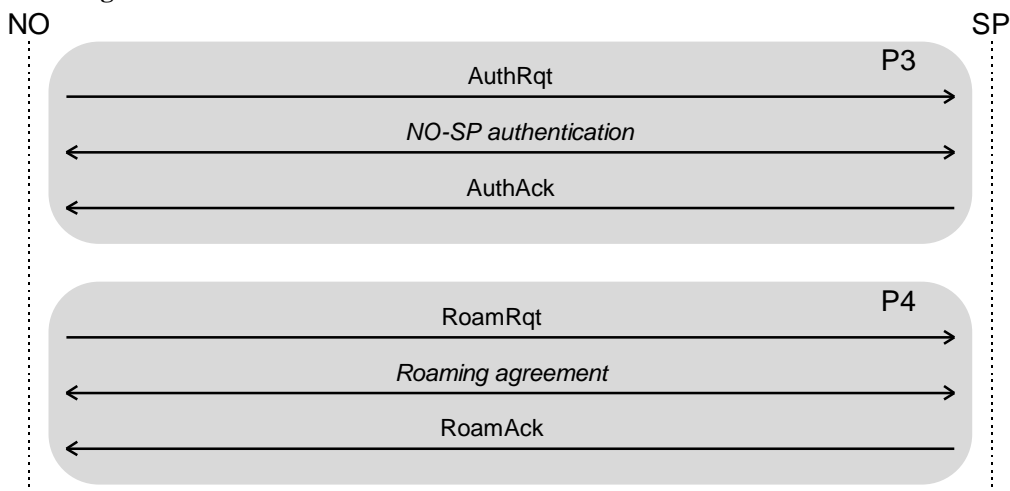 NO
SP
P3
AuthRqt
NO-SP authentication
AuthAck
P4
RoamRqt
Roaming agreement
RoamAck